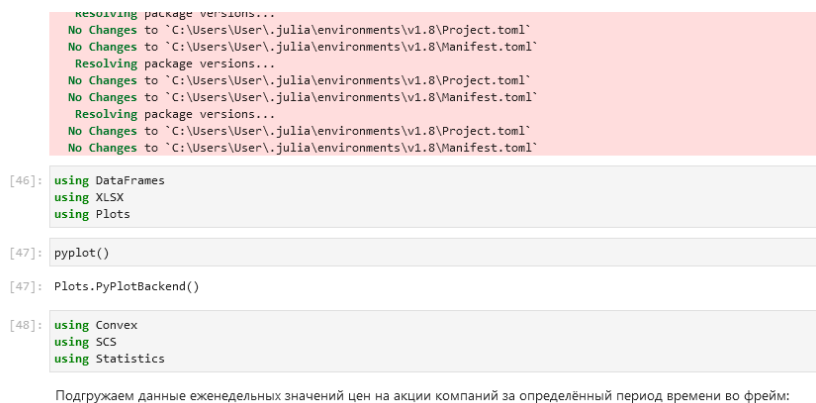 Resolving package versions...
No Changes to `C:\Users\User\.julia\environments\v1.8\Project.toml`
No Changes to `C:\Users\User\.julia\environments\v1.8\Manifest.toml`
Resolving package versions...
No Changes to `C:\Users\User\.julia\environments\v1.8\Project.toml`
No Changes to `C:\Users\User\.julia\environments\v1.8\Manifest.toml`
Resolving package versions...
No Changes to `C:\Users\User\.julia\environments\v1.8\Project.toml`
No Changes to `C:\Users\User\.julia\environments\v1.8\Manifest.toml`
[46]: using DataFrames
using XLSX
using Plots
[47]: pyplot()
[47]: Plots.PyPlotBackend()
[48]: using Convex
using SCS
using Statistics
Подгружаем данные еженедельных значений цен на акции компаний за определённый период времени во фрейм: